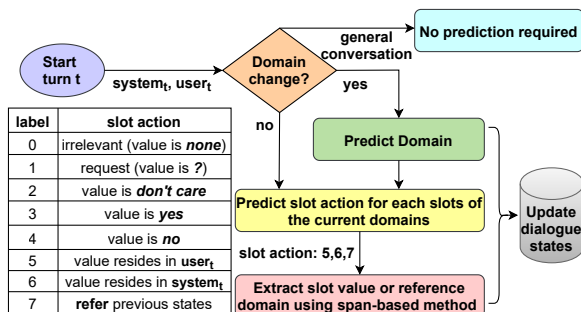 Start
turn t
system_t, user_t
Domain
change?
general
conversation
No prediction required
yes
no
Predict Domain
Predict slot action for each slots of
the current domains
slot action: 5,6,7
Extract slot value or reference
domain using span-based method
Update
dialogue
states
label slot action
0 irrelevant (value is none)
1 request (value is ?)
2 value is don't care
3 value is yes
4 value is no
5 value resides in user_t
6 value resides in system_t
7 refer previous states